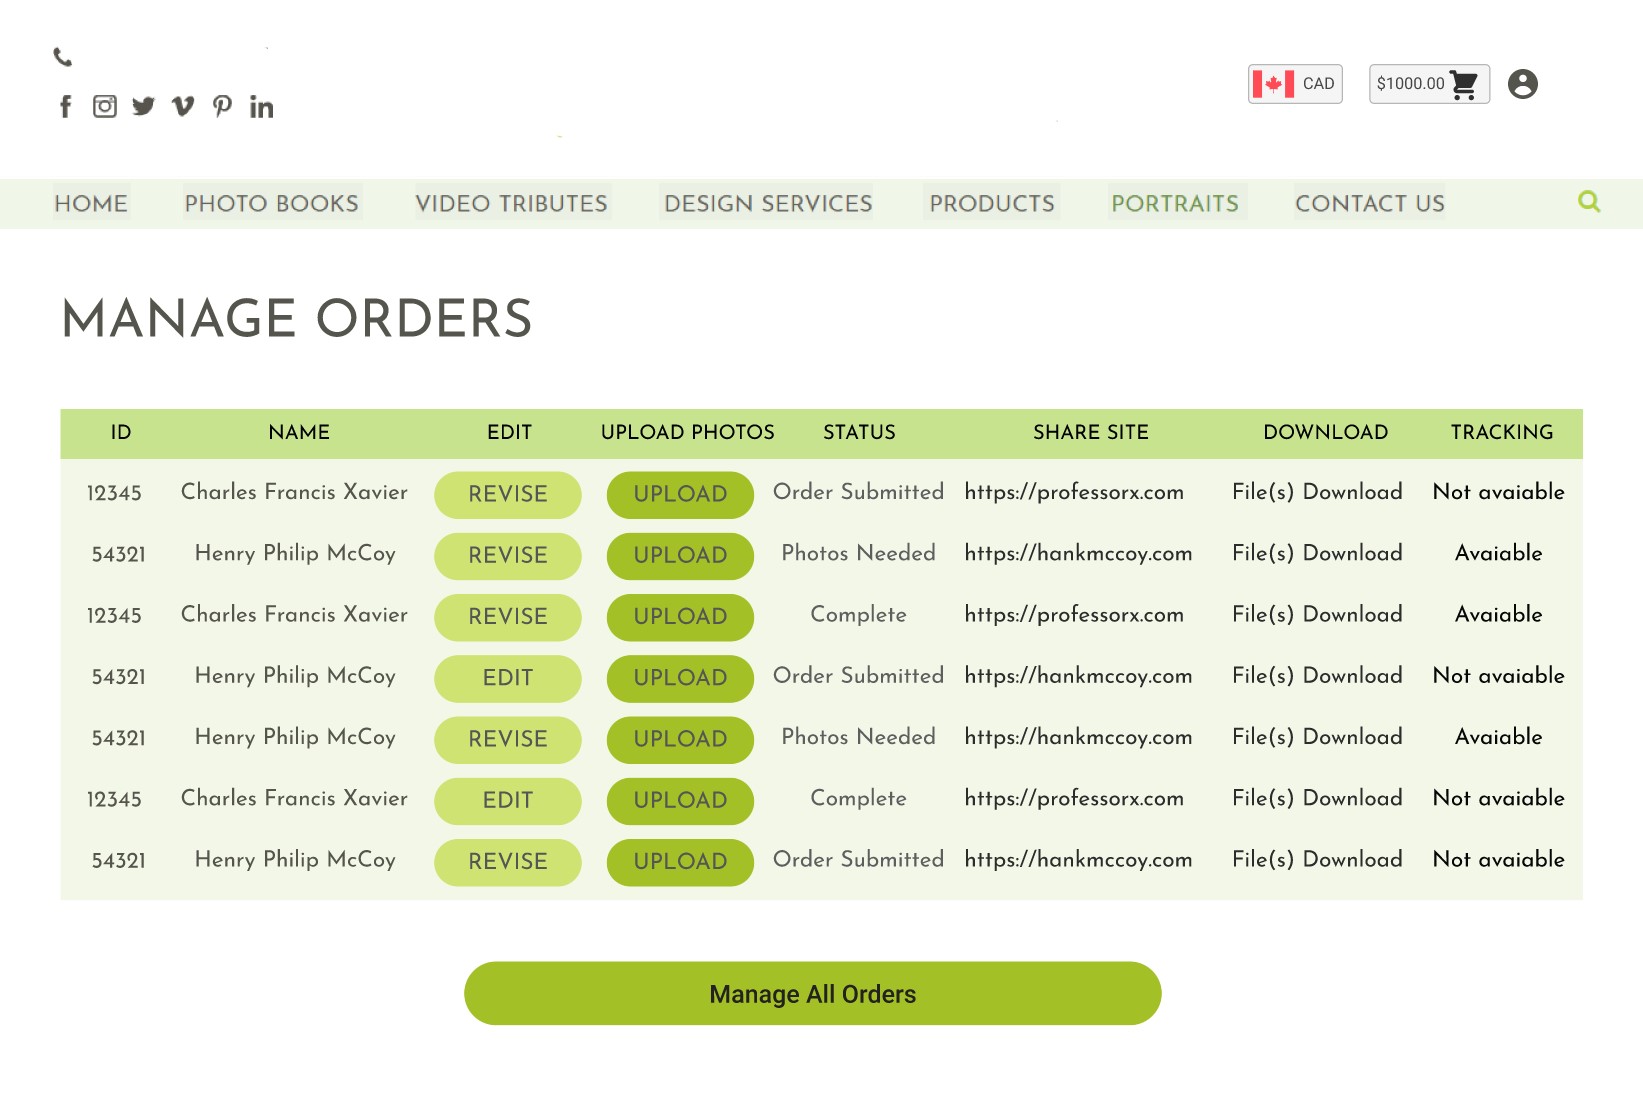 CAD $1000.00
HOME PHOTO BOOKS VIDEO TRIBUTES DESIGN SERVICES PRODUCTS PORTRAITS CONTACT US
MANAGE ORDERS
ID NAME EDIT UPLOAD PHOTOS STATUS SHARE SITE DOWNLOAD TRACKING
12345 Charles Francis Xavier REVISE UPLOAD Order Submitted https://professorx.com File(s) Download Not avaiable
54321 Henry Philip McCoy REVISE UPLOAD Photos Needed https://hankmccoy.com File(s) Download Avaiable
12345 Charles Francis Xavier REVISE UPLOAD Complete https://professorx.com File(s) Download Avaiable
54321 Henry Philip McCoy EDIT UPLOAD Order Submitted https://hankmccoy.com File(s) Download Not avaiable
54321 Henry Philip McCoy REVISE UPLOAD Photos Needed https://hankmccoy.com File(s) Download Avaiable
12345 Charles Francis Xavier EDIT UPLOAD Complete https://professorx.com File(s) Download Not avaiable
54321 Henry Philip McCoy REVISE UPLOAD Order Submitted https://hankmccoy.com File(s) Download Not avaiable
Manage All Orders